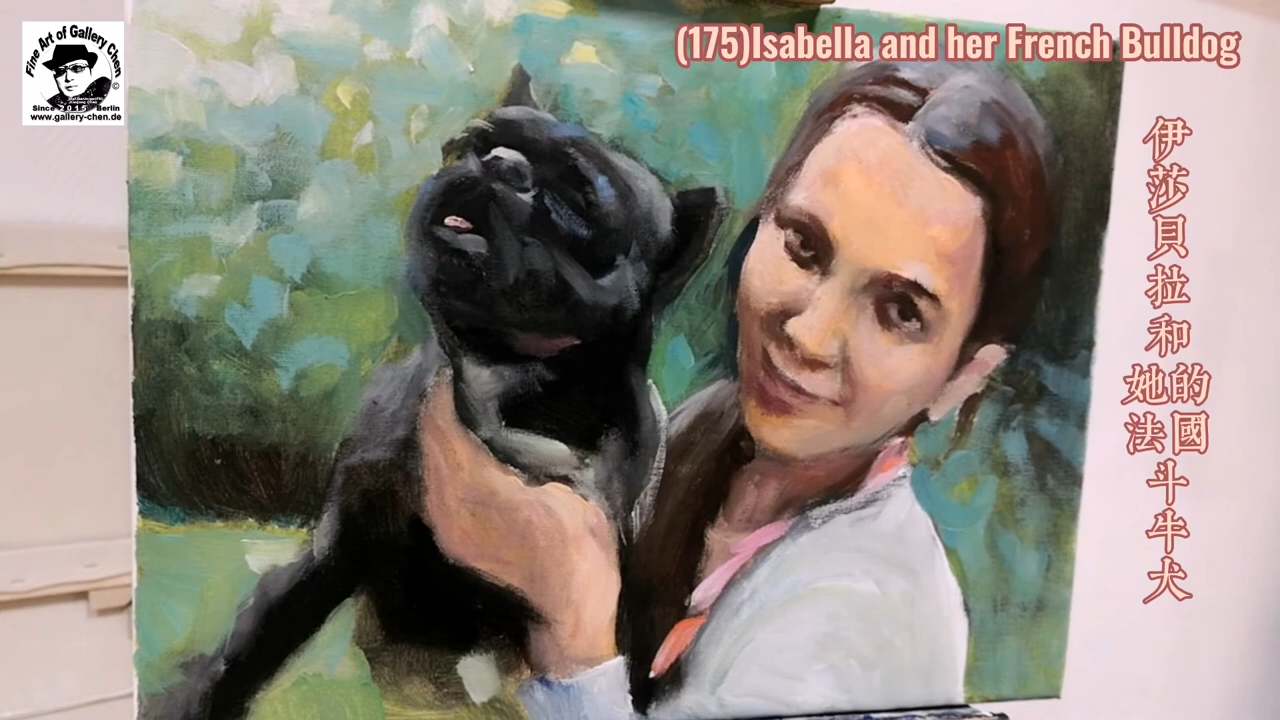 Fine Art of Gallery Chen
©
Since 2015 Berlin
www.gallery-chen.de
(175)Isabella and her French Bulldog
伊莎貝拉和
她的
法國
斗牛犬